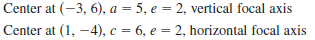 Center at (−3, 6), a = 5, e = 2, vertical focal axis
Center at (1, −4), c = 6, e = 2, horizontal focal axis